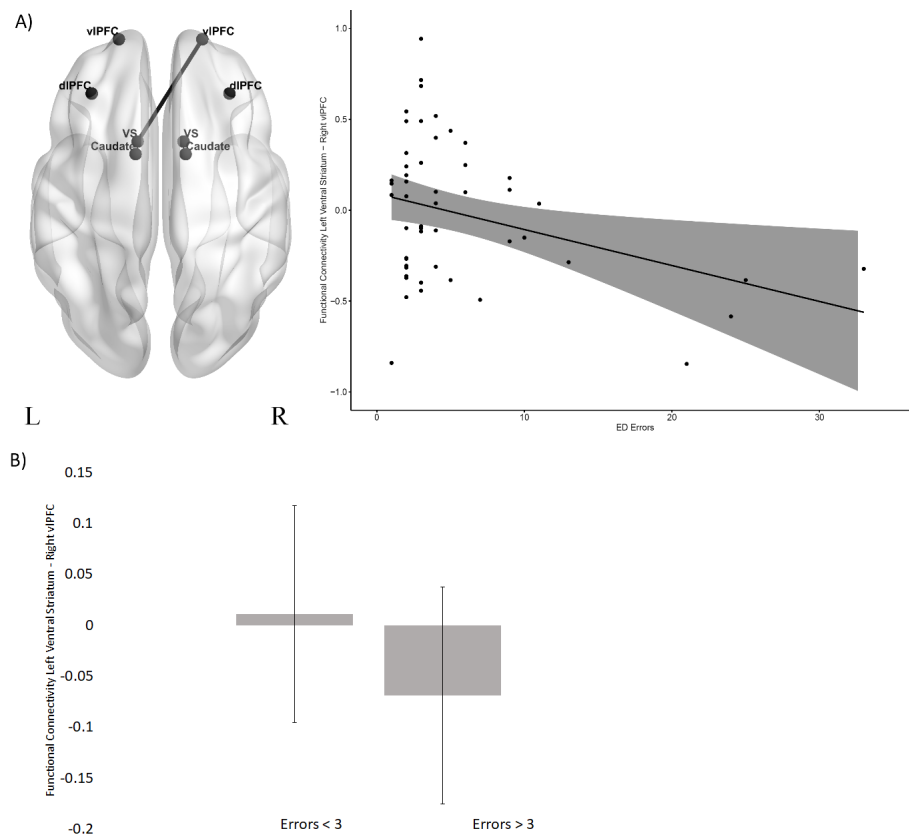 A)
vlPFC vlPFC
dlPFC dlPFC
VS VS
Caudate Caudate
L R
Functional Connectivity Left Ventral Striatum − Right vlPFC
1.0
0.5
0.0
−0.5
−1.0
0 10 20 30
ED Errors
B)
Functional Connectivity Left Ventral Striatum - Right vlPFC
0.15
0.1
0.05
0
-0.05
-0.1
-0.15
-0.2
Errors < 3 Errors > 3